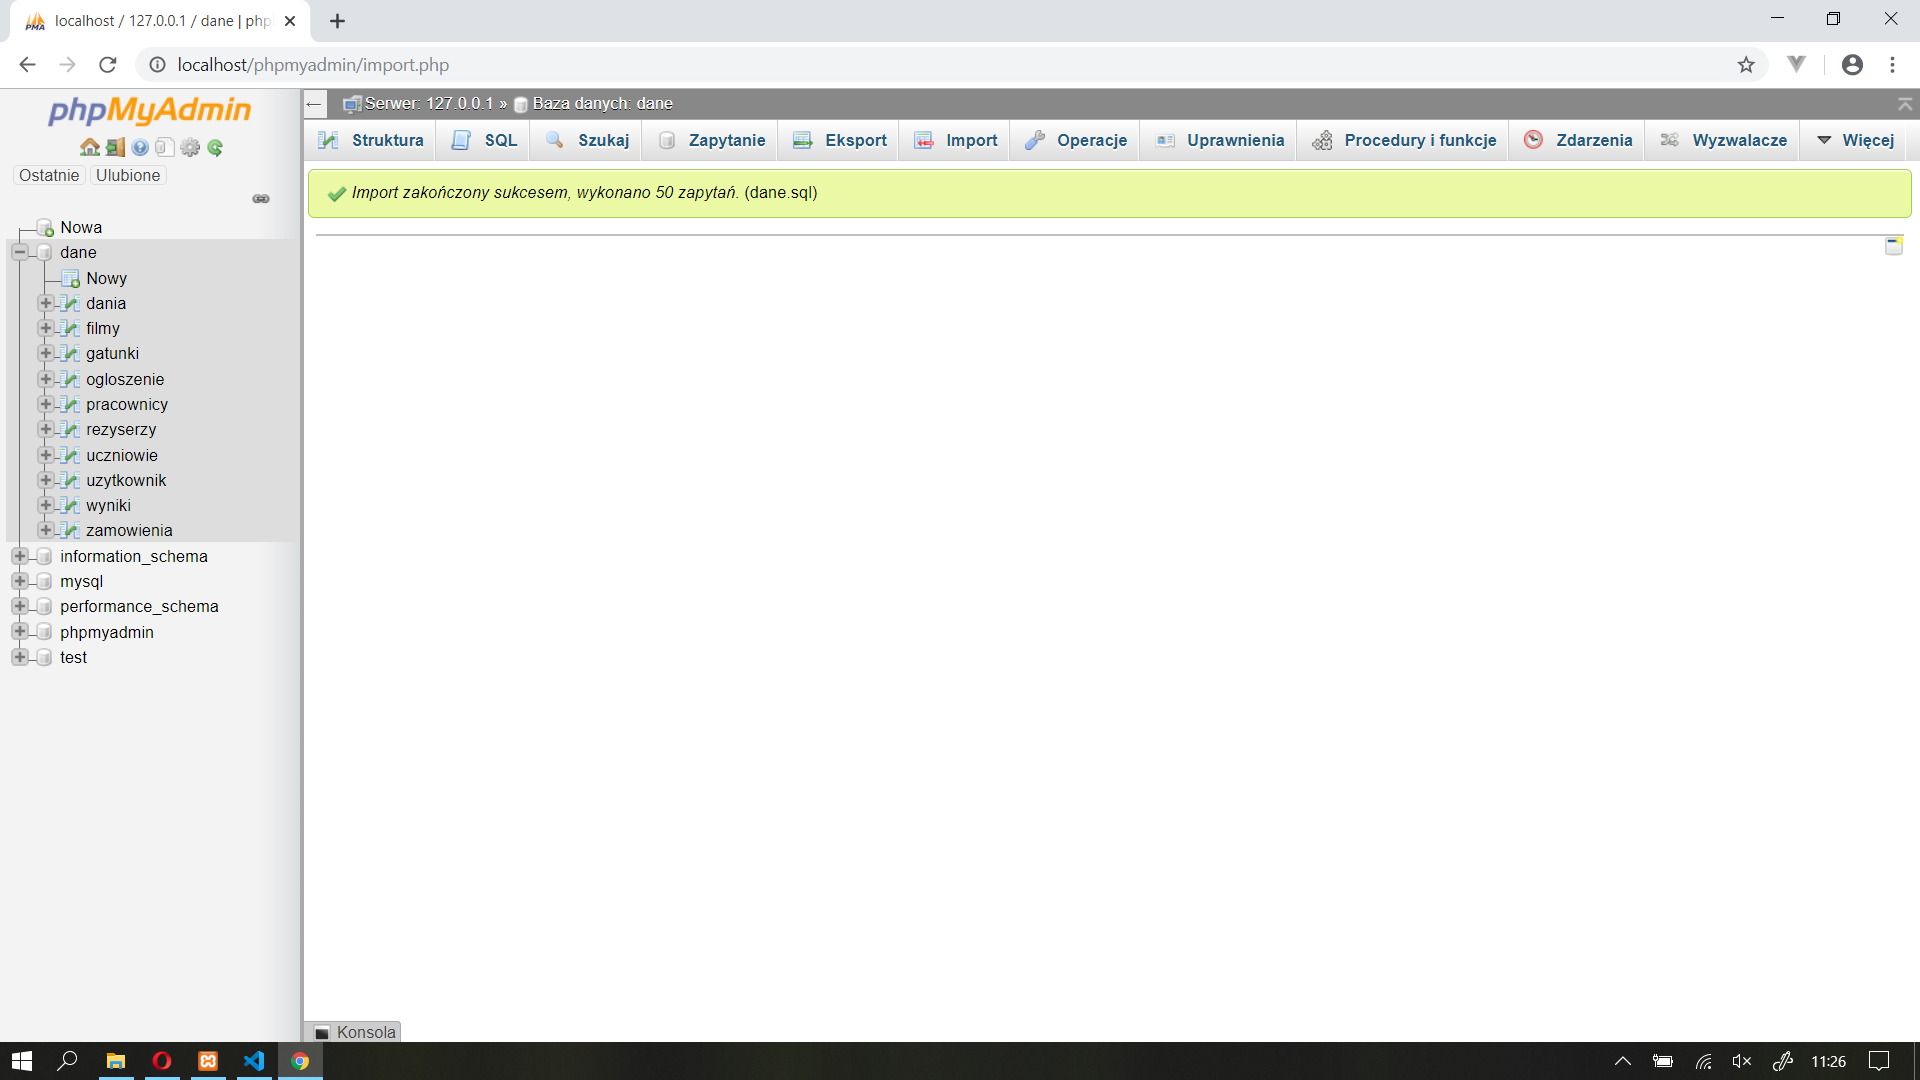 localhost / 127.0.0.1 / dane | php
localhost/phpmyadmin/import.php
phpMyAdmin
Ostatnie Ulubione
Nowa
dane
Nowy
dania
filmy
gatunki
ogloszenie
pracownicy
rezyserzy
uczniowie
uzytkownik
wyniki
zamowienia
information_schema
mysql
performance_schema
phpmyadmin
test
Serwer: 127.0.0.1 » Baza danych: dane
Struktura SQL Szukaj Zapytanie Eksport Import Operacje Uprawnienia Procedury i funkcje Zdarzenia Wyzwalacze Więcej
Import zakończony sukcesem, wykonano 50 zapytań. (dane.sql)
Konsola
11:26